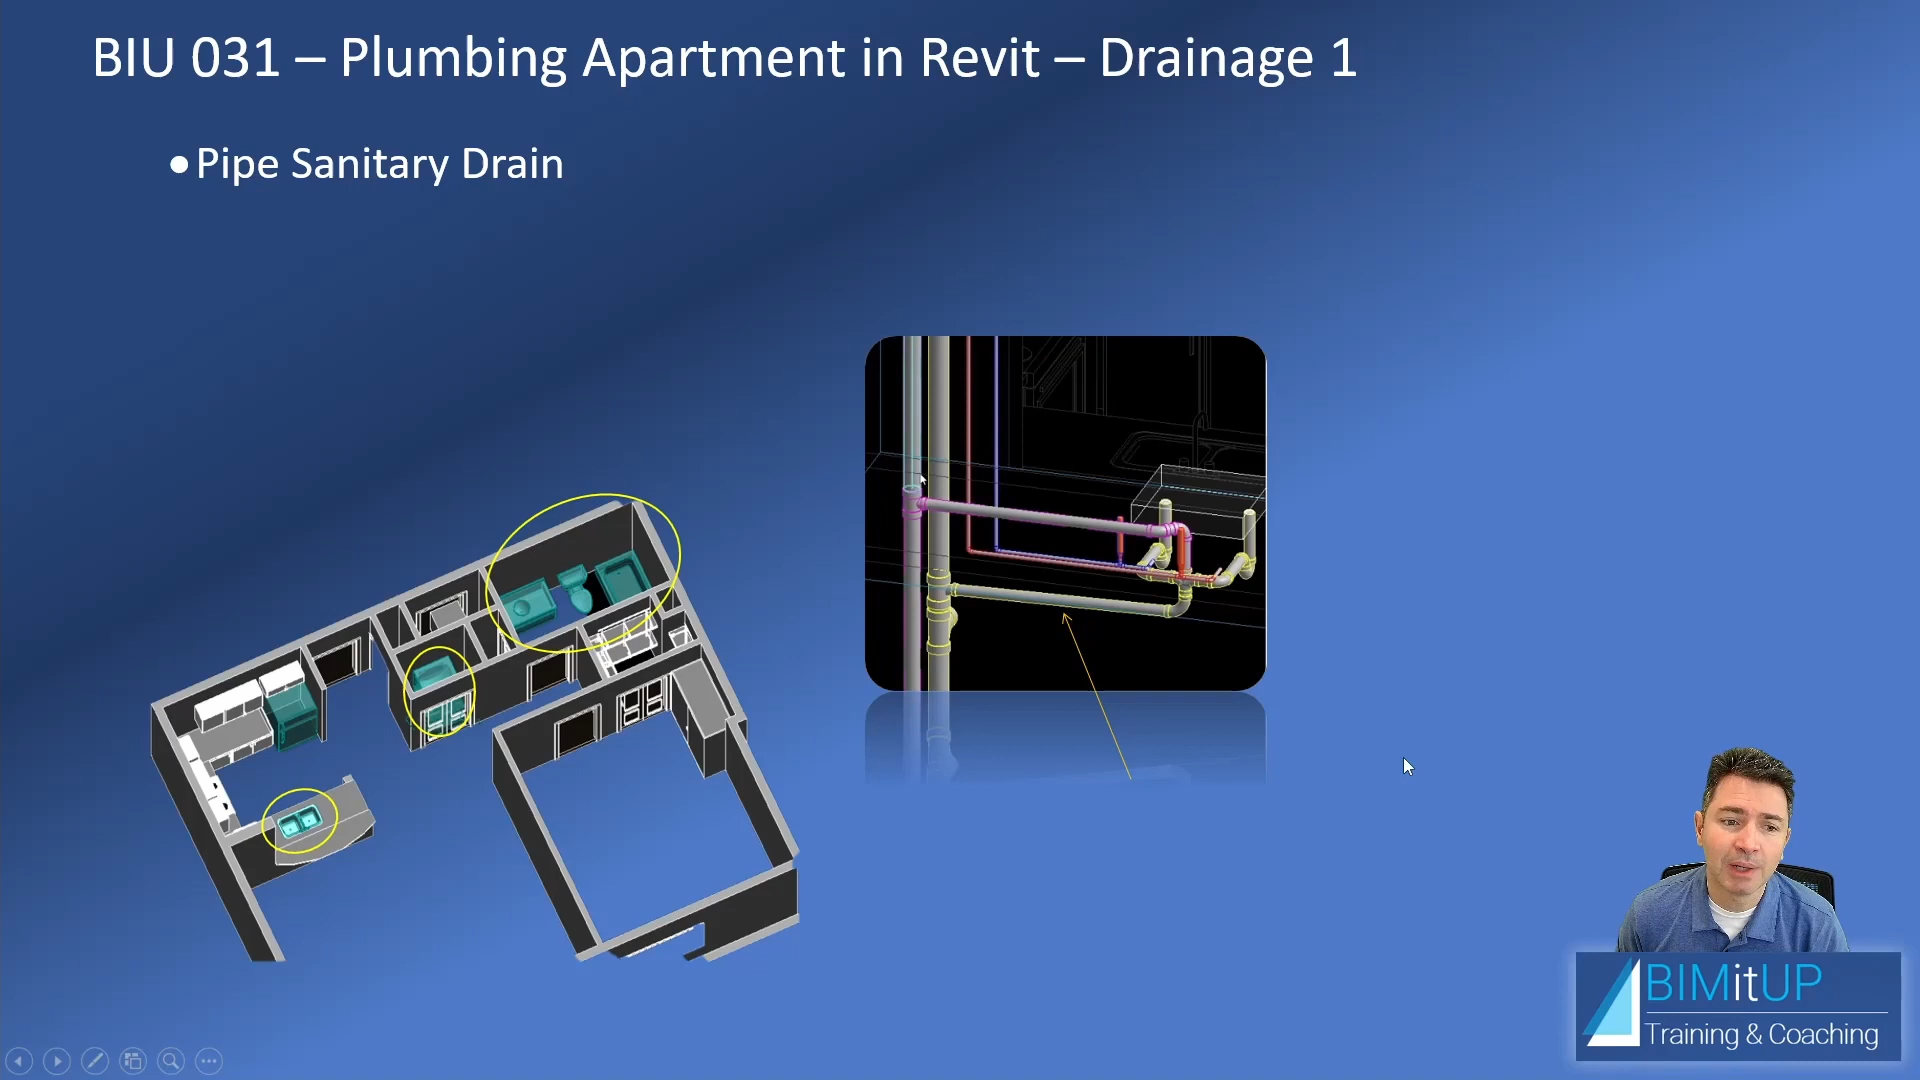 BIU 031 – Plumbing Apartment in Revit – Drainage 1
•Pipe Sanitary Drain
BIMitUP
Training & Coaching